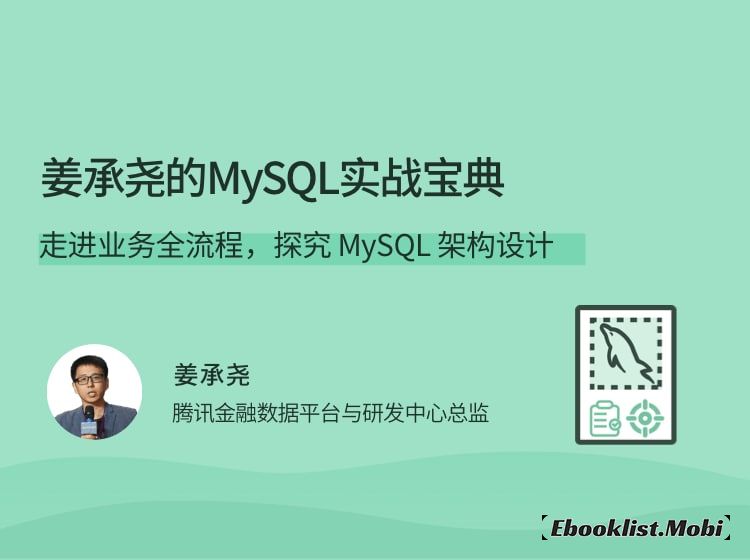 姜承尧的MySQL实战宝典
走进业务全流程，探究 MySQL 架构设计
姜承尧
腾讯金融数据平台与研发中心总监
Ebooklist.Mobi